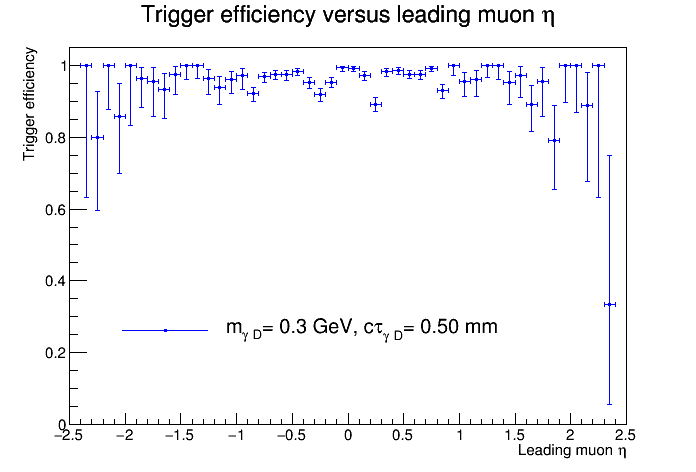 Trigger efficiency versus leading muon η
Trigger efficiency
1
0.8
0.6
0.4
0.2
0
m_γ D = 0.3 GeV, cτ_γ D = 0.50 mm
−2.5 −2 −1.5 −1 −0.5 0 0.5 1 1.5 2 2.5
Leading muon η